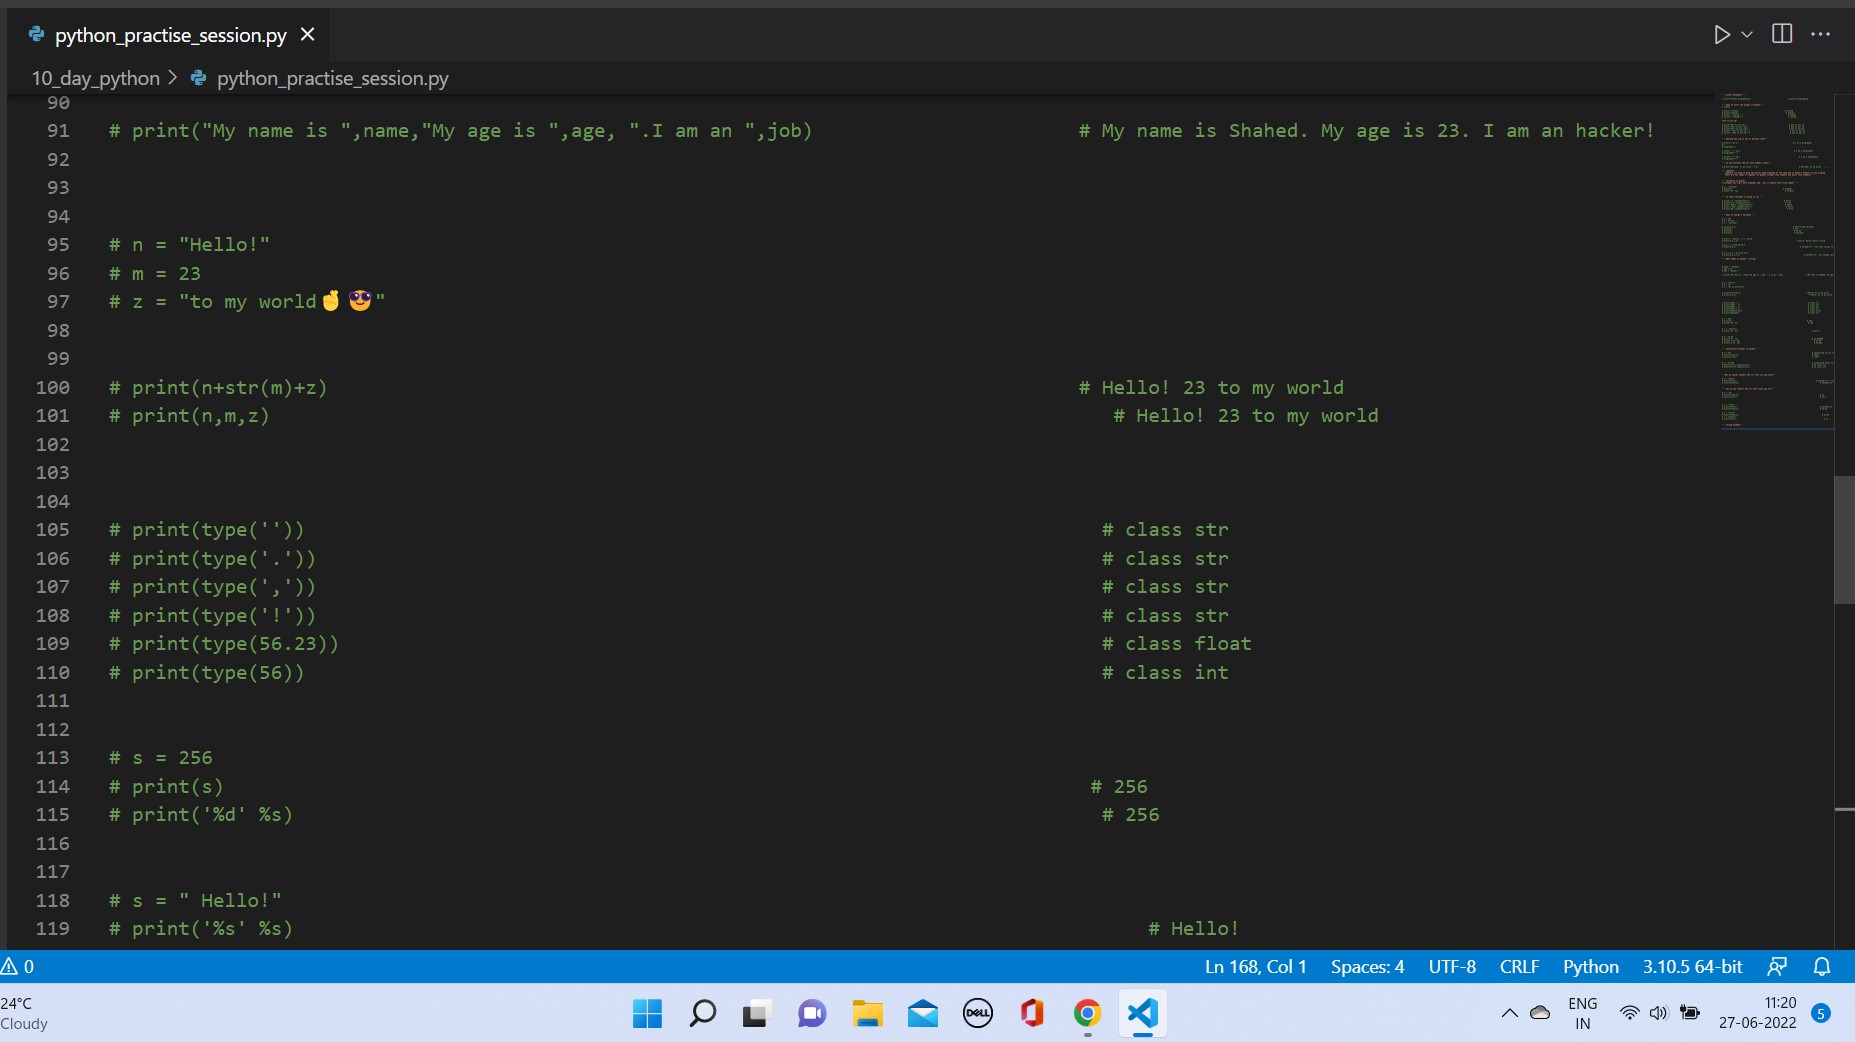 python_practise_session.py
10_day_python > python_practise_session.py
90
91 # print("My name is ",name,"My age is ",age, ".I am an ",job) # My name is Shahed. My age is 23. I am an hacker!
92
93
94
95 # n = "Hello!"
96 # m = 23
97 # z = "to my world🤞😎"
98
99
100 # print(n+str(m)+z) # Hello! 23 to my world
101 # print(n,m,z) # Hello! 23 to my world
102
103
104
105 # print(type('')) # class str
106 # print(type('.')) # class str
107 # print(type(',')) # class str
108 # print(type('!')) # class str
109 # print(type(56.23)) # class float
110 # print(type(56)) # class int
111
112
113 # s = 256
114 # print(s) # 256
115 # print('%d' %s) # 256
116
117
118 # s = " Hello!"
119 # print('%s' %s) # Hello!
0 Ln 168, Col 1 Spaces: 4 UTF-8 CRLF Python 3.10.5 64-bit
24°C
Cloudy
DELL
ENG
IN
11:20
27-06-2022
5